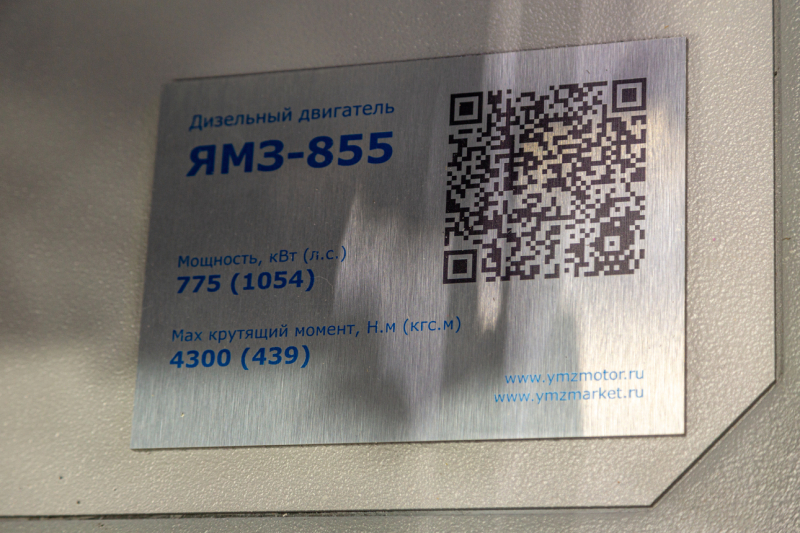 Дизельный двигатель
ЯМЗ-855
Мощность, кВт (л.с.)
775 (1054)
Мах крутящий момент, Н.м (кгс.м)
4300 (439)
www.ymzmotor.ru
www.ymzmarket.ru